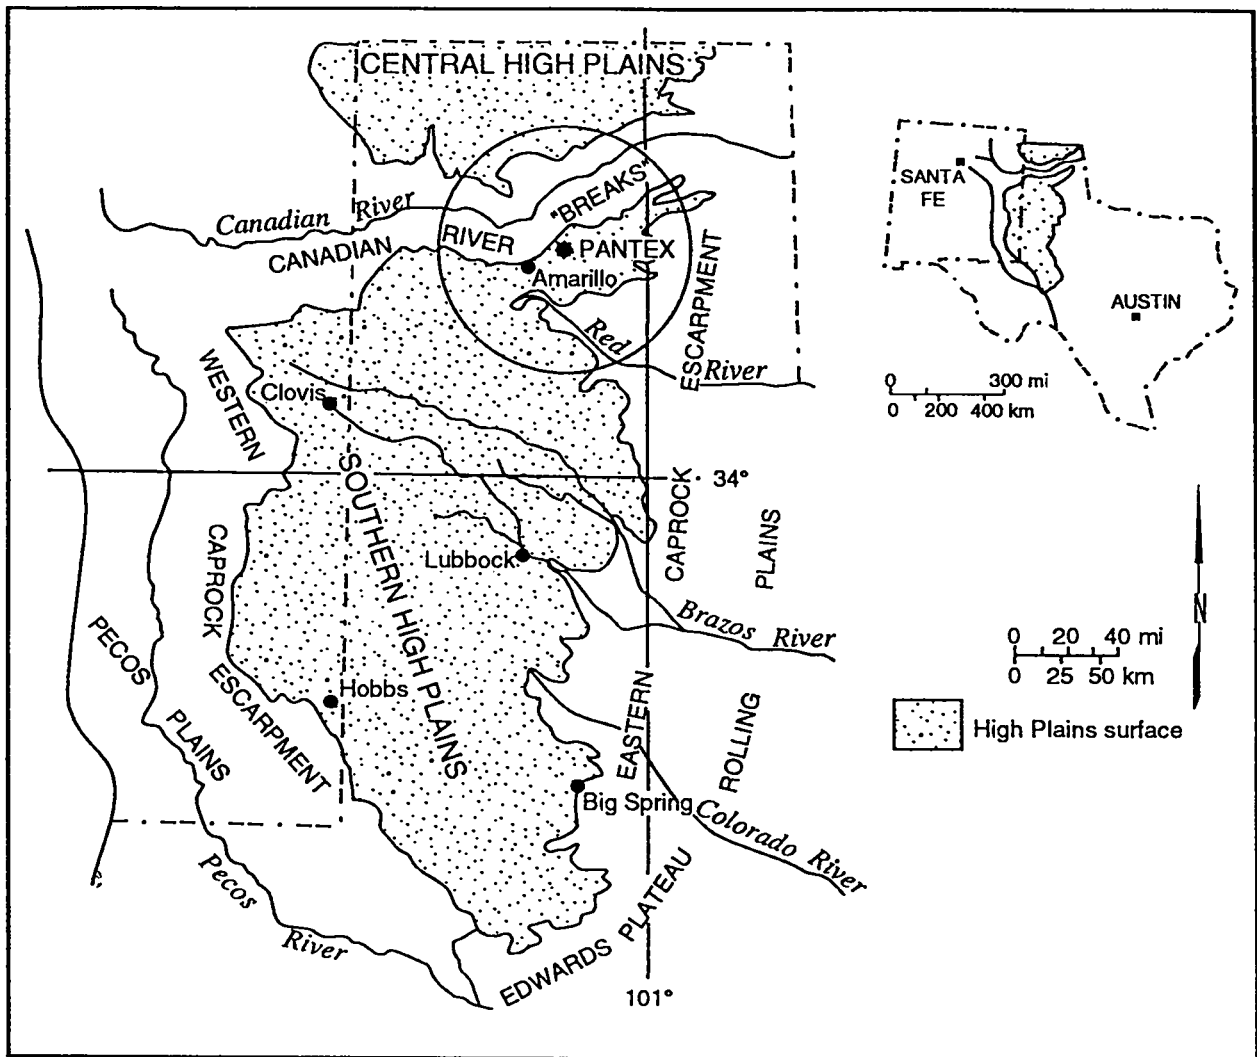 CENTRAL HIGH PLAINS
Canadian River
CANADIAN RIVER "BREAKS"
PANTEX
Amarillo
Red River
WESTERN CAPROCK ESCARPMENT
Clovis
SOUTHERN HIGH PLAINS
34°
Lubbock
Brazos River
EASTERN CAPROCK ESCARPMENT
ROLLING PLAINS
PECOS PLAINS
Hobbs
Big Spring
Colorado River
Pecos River
EDWARDS PLATEAU
101°
SANTA FE
AUSTIN
0 300 mi
0 200 400 km
N
0 20 40 mi
0 25 50 km
High Plains surface